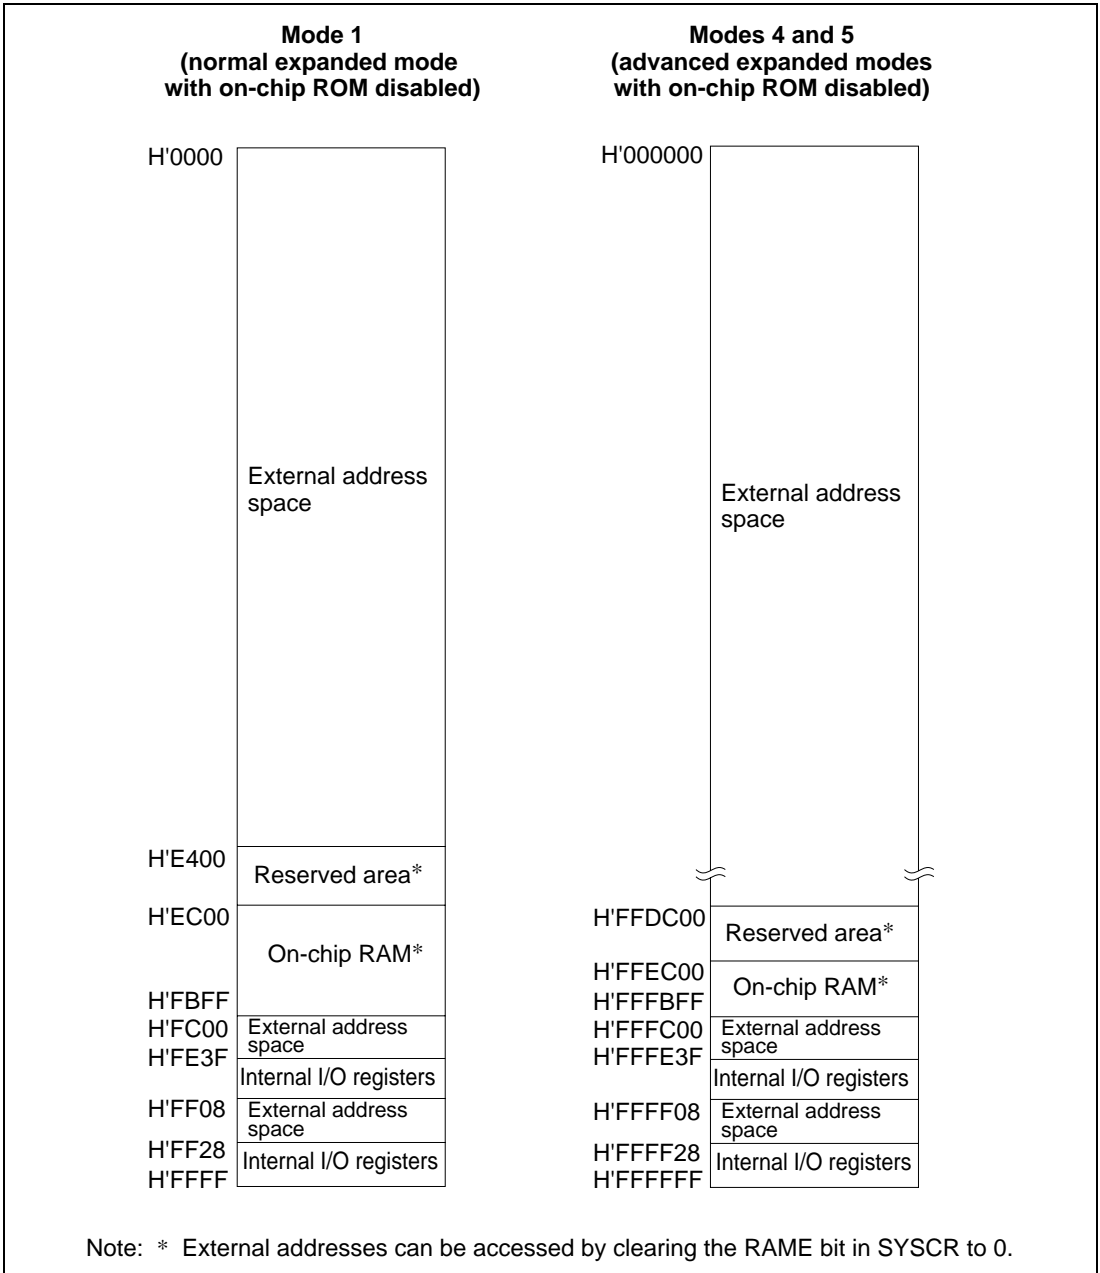 Mode 1
(normal expanded mode
with on-chip ROM disabled)
H'0000
External address
space
H'E400
Reserved area*
H'EC00
On-chip RAM*
H'FBFF
H'FC00
External address
space
H'FE3F
Internal I/O registers
H'FF08
External address
space
H'FF28
Internal I/O registers
H'FFFF
Modes 4 and 5
(advanced expanded modes
with on-chip ROM disabled)
H'000000
External address
space
H'FFDC00
Reserved area*
H'FFEC00
On-chip RAM*
H'FFFBFF
H'FFFC00
External address
space
H'FFFE3F
Internal I/O registers
H'FFFF08
External address
space
H'FFFF28
Internal I/O registers
H'FFFFFF
Note: * External addresses can be accessed by clearing the RAME bit in SYSCR to 0.